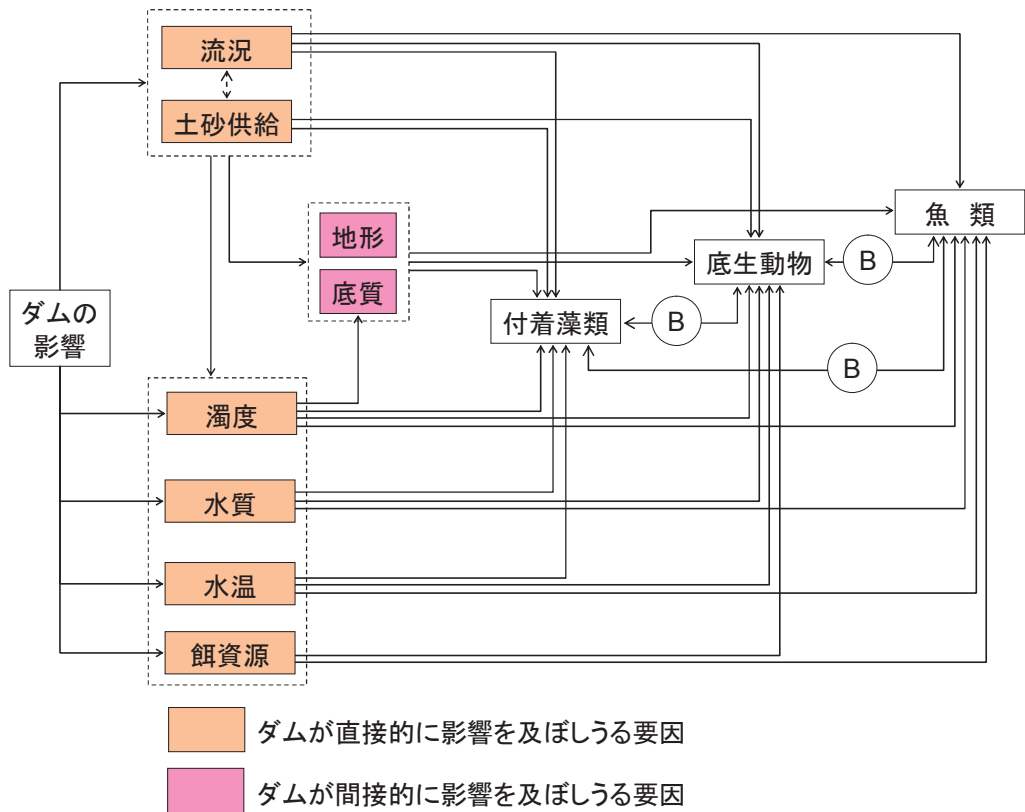 流況
土砂供給
地形
底質
魚 類
底生動物
B
付着藻類
B
B
ダムの
影響
濁度
水質
水温
餌資源
ダムが直接的に影響を及ぼしうる要因
ダムが間接的に影響を及ぼしうる要因